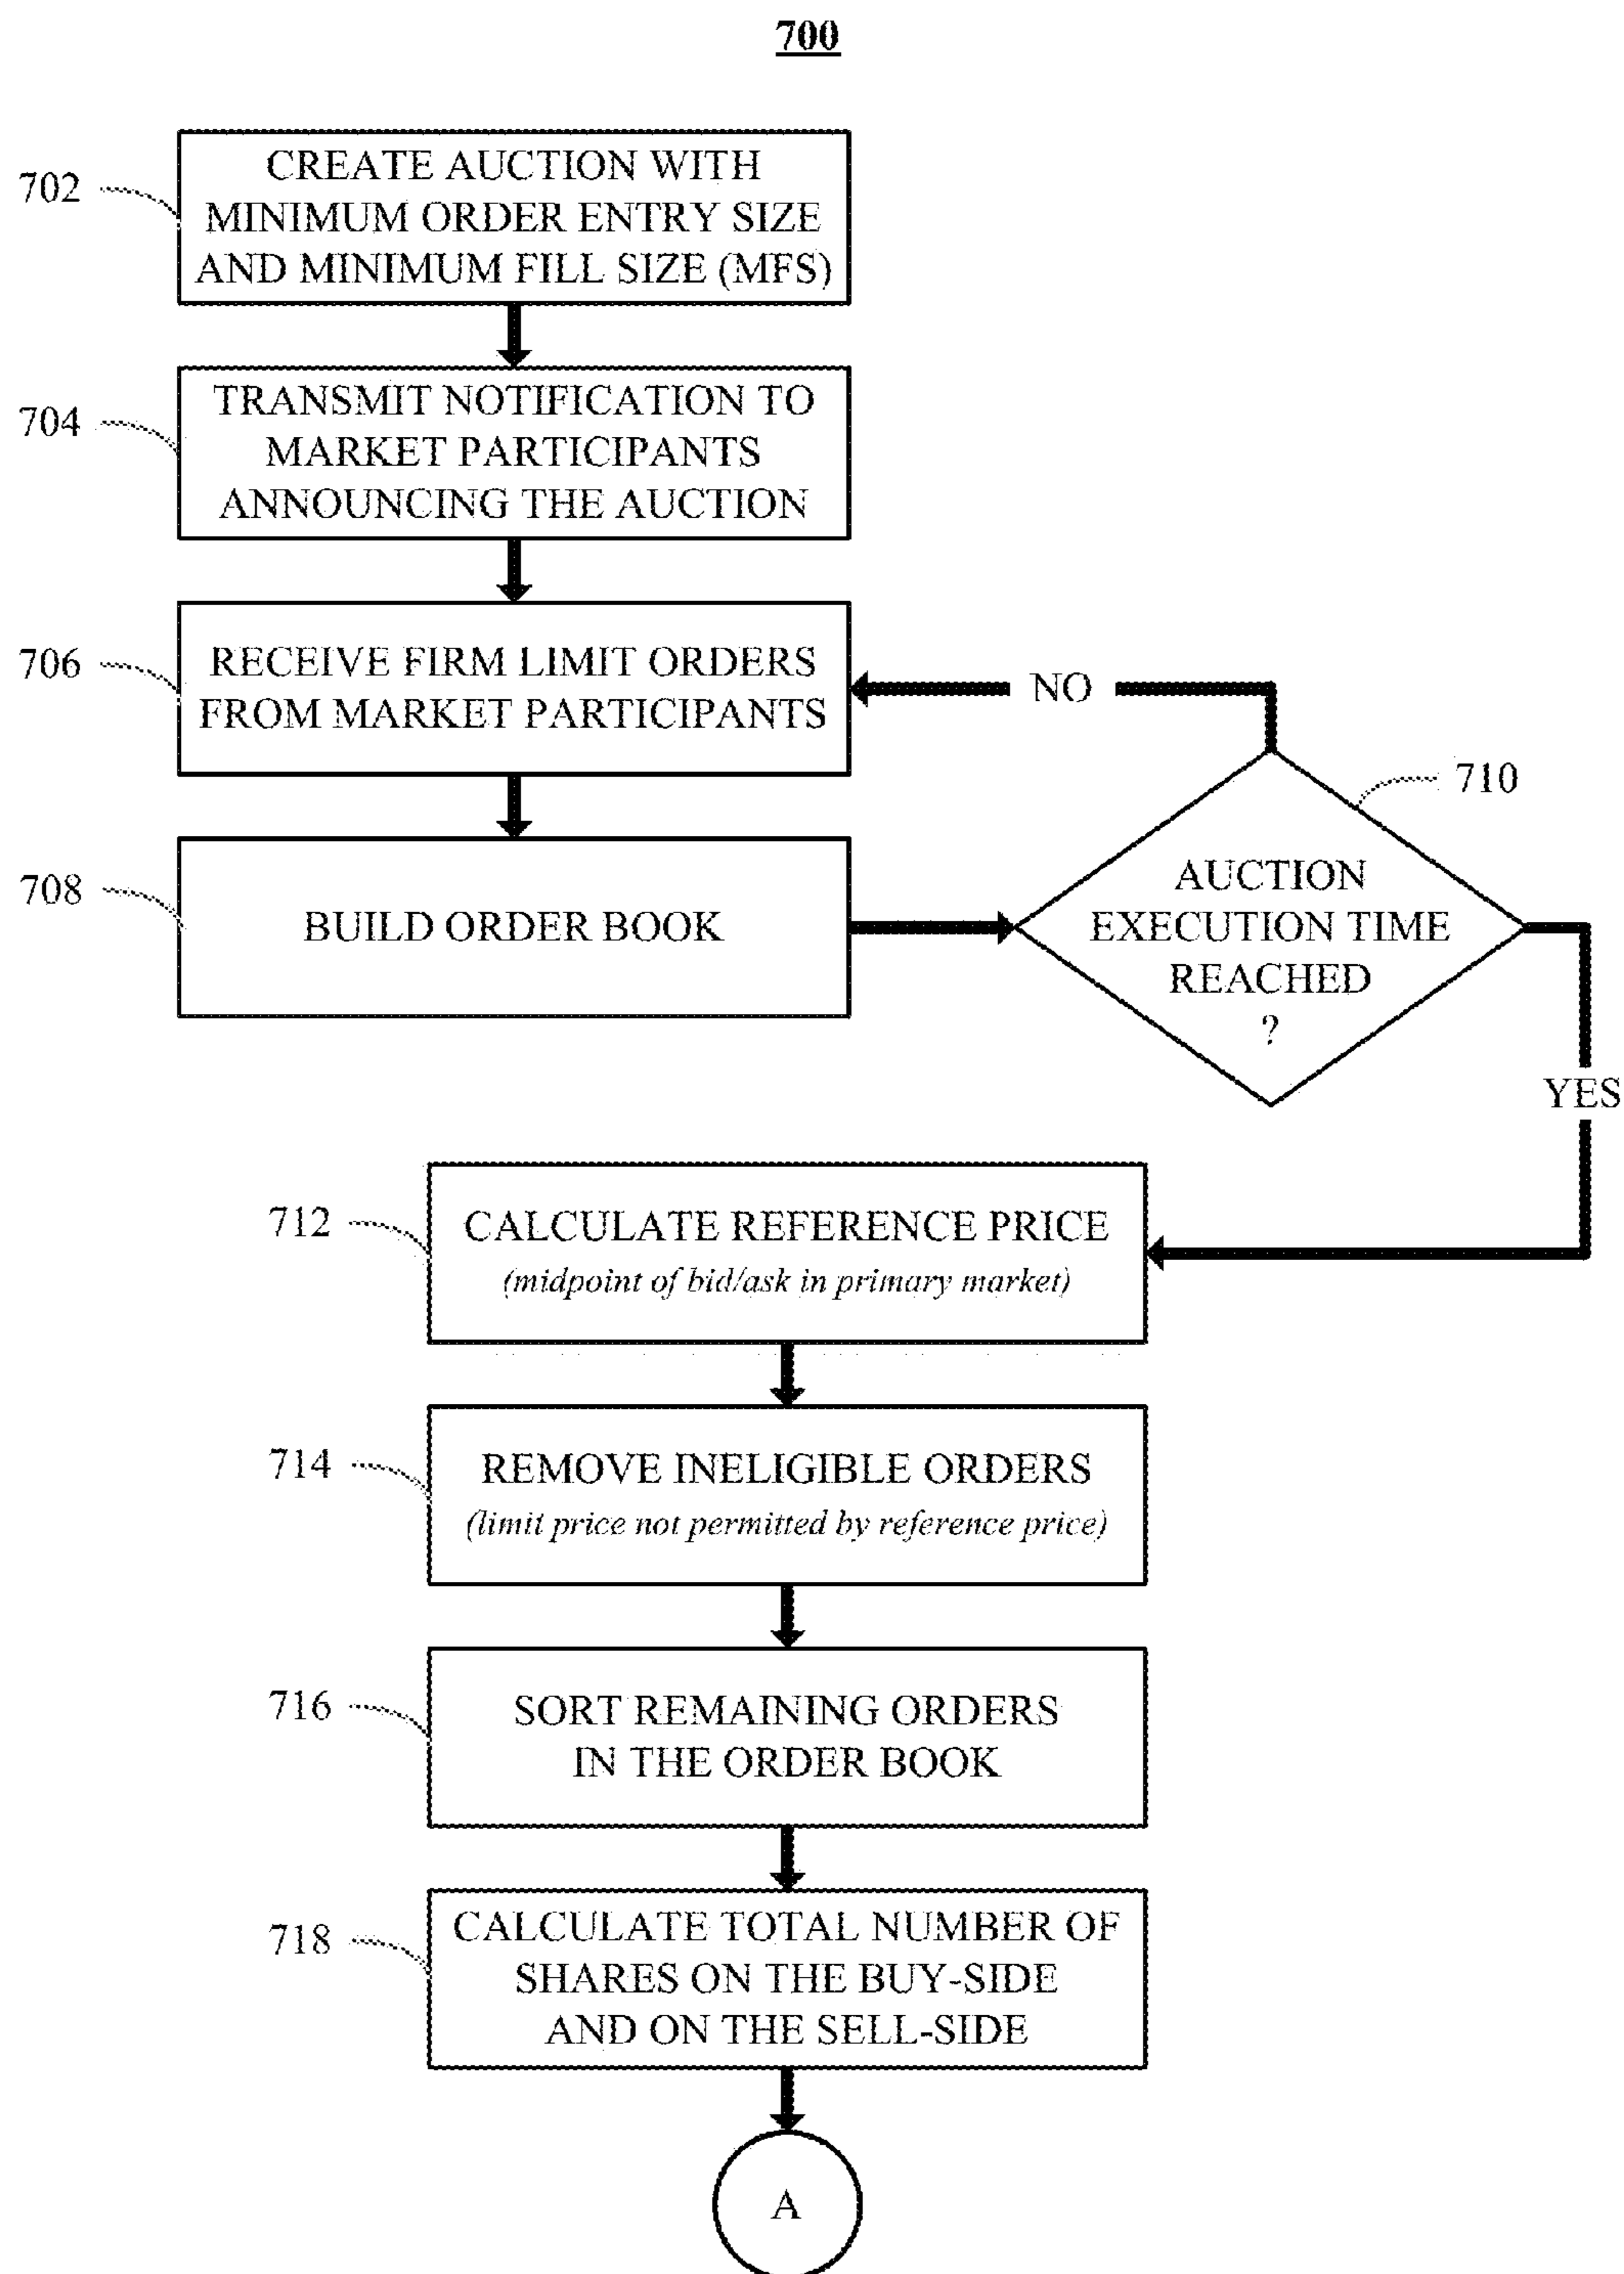 700
702
CREATE AUCTION WITH
MINIMUM ORDER ENTRY SIZE
AND MINIMUM FILL SIZE (MFS)
704
TRANSMIT NOTIFICATION TO
MARKET PARTICIPANTS
ANNOUNCING THE AUCTION
706
RECEIVE FIRM LIMIT ORDERS
FROM MARKET PARTICIPANTS
NO
708
BUILD ORDER BOOK
710
AUCTION
EXECUTION TIME
REACHED
?
YES
712
CALCULATE REFERENCE PRICE
(midpoint of bid/ask in primary market)
714
REMOVE INELIGIBLE ORDERS
(limit price not permitted by reference price)
716
SORT REMAINING ORDERS
IN THE ORDER BOOK
718
CALCULATE TOTAL NUMBER OF
SHARES ON THE BUY-SIDE
AND ON THE SELL-SIDE
A